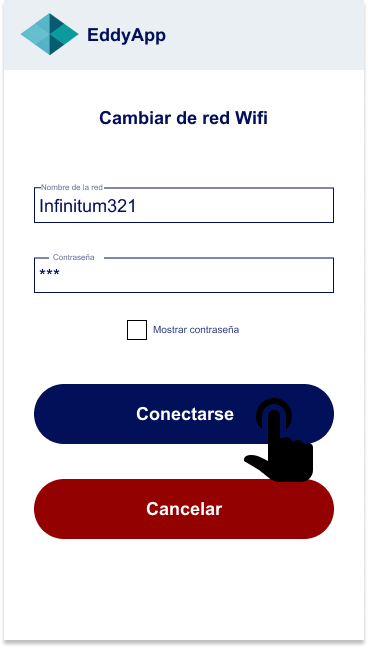 EddyApp
Cambiar de red Wifi
Nombre de la red
Infinitum321
Contraseña
***
Mostrar contraseña
Conectarse
Cancelar